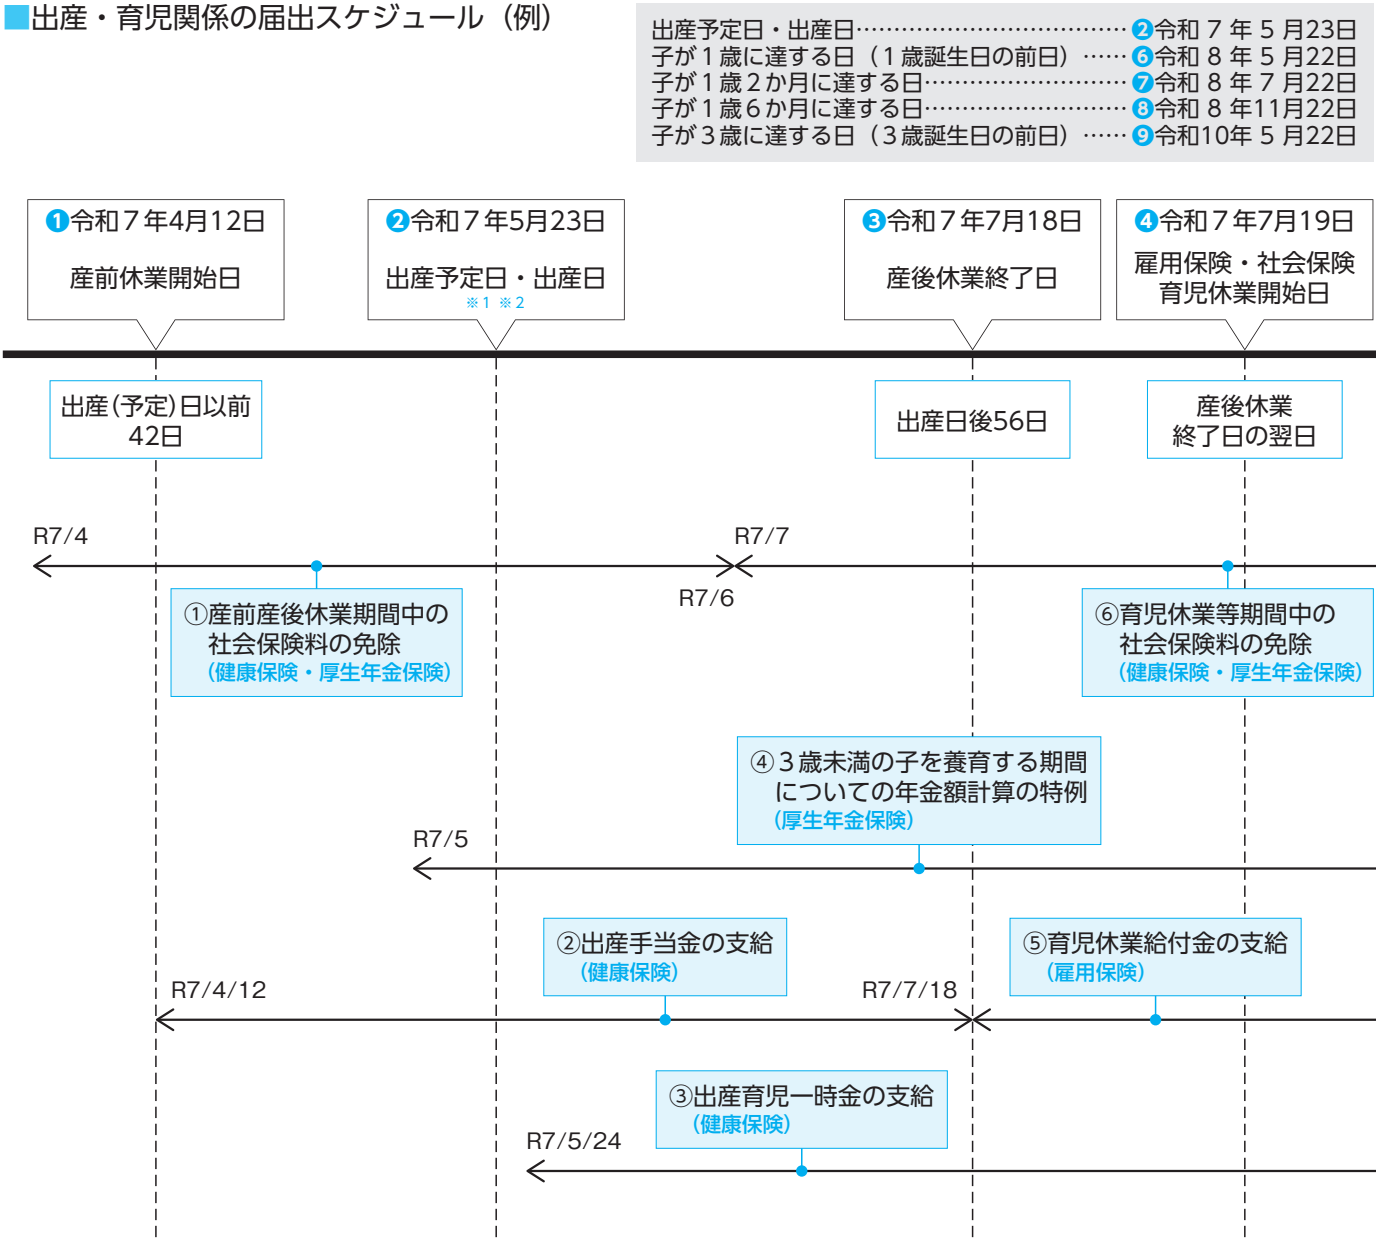 ■出産・育児関係の届出スケジュール（例）
出産予定日・出産日……………………………… ❷令和 7 年 5 月23日
子が１歳に達する日（１歳誕生日の前日）…… ❻令和 8 年 5 月22日
子が１歳２か月に達する日……………………… ❼令和 8 年 7 月22日
子が１歳６か月に達する日……………………… ❽令和 8 年11月22日
子が３歳に達する日（３歳誕生日の前日）…… ❾令和10年 5 月22日
❶令和７年4月12日
産前休業開始日
❷令和７年5月23日
出産予定日・出産日
※1 ※2
❸令和７年7月18日
産後休業終了日
❹令和７年7月19日
雇用保険・社会保険
育児休業開始日
出産(予定)日以前
42日
出産日後56日
産後休業
終了日の翌日
R7/4
R7/7
R7/6
①産前産後休業期間中の
社会保険料の免除
（健康保険・厚生年金保険）
⑥育児休業等期間中の
社会保険料の免除
（健康保険・厚生年金保険）
④３歳未満の子を養育する期間
についての年金額計算の特例
（厚生年金保険）
R7/5
②出産手当金の支給
（健康保険）
⑤育児休業給付金の支給
（雇用保険）
R7/4/12
R7/7/18
③出産育児一時金の支給
（健康保険）
R7/5/24